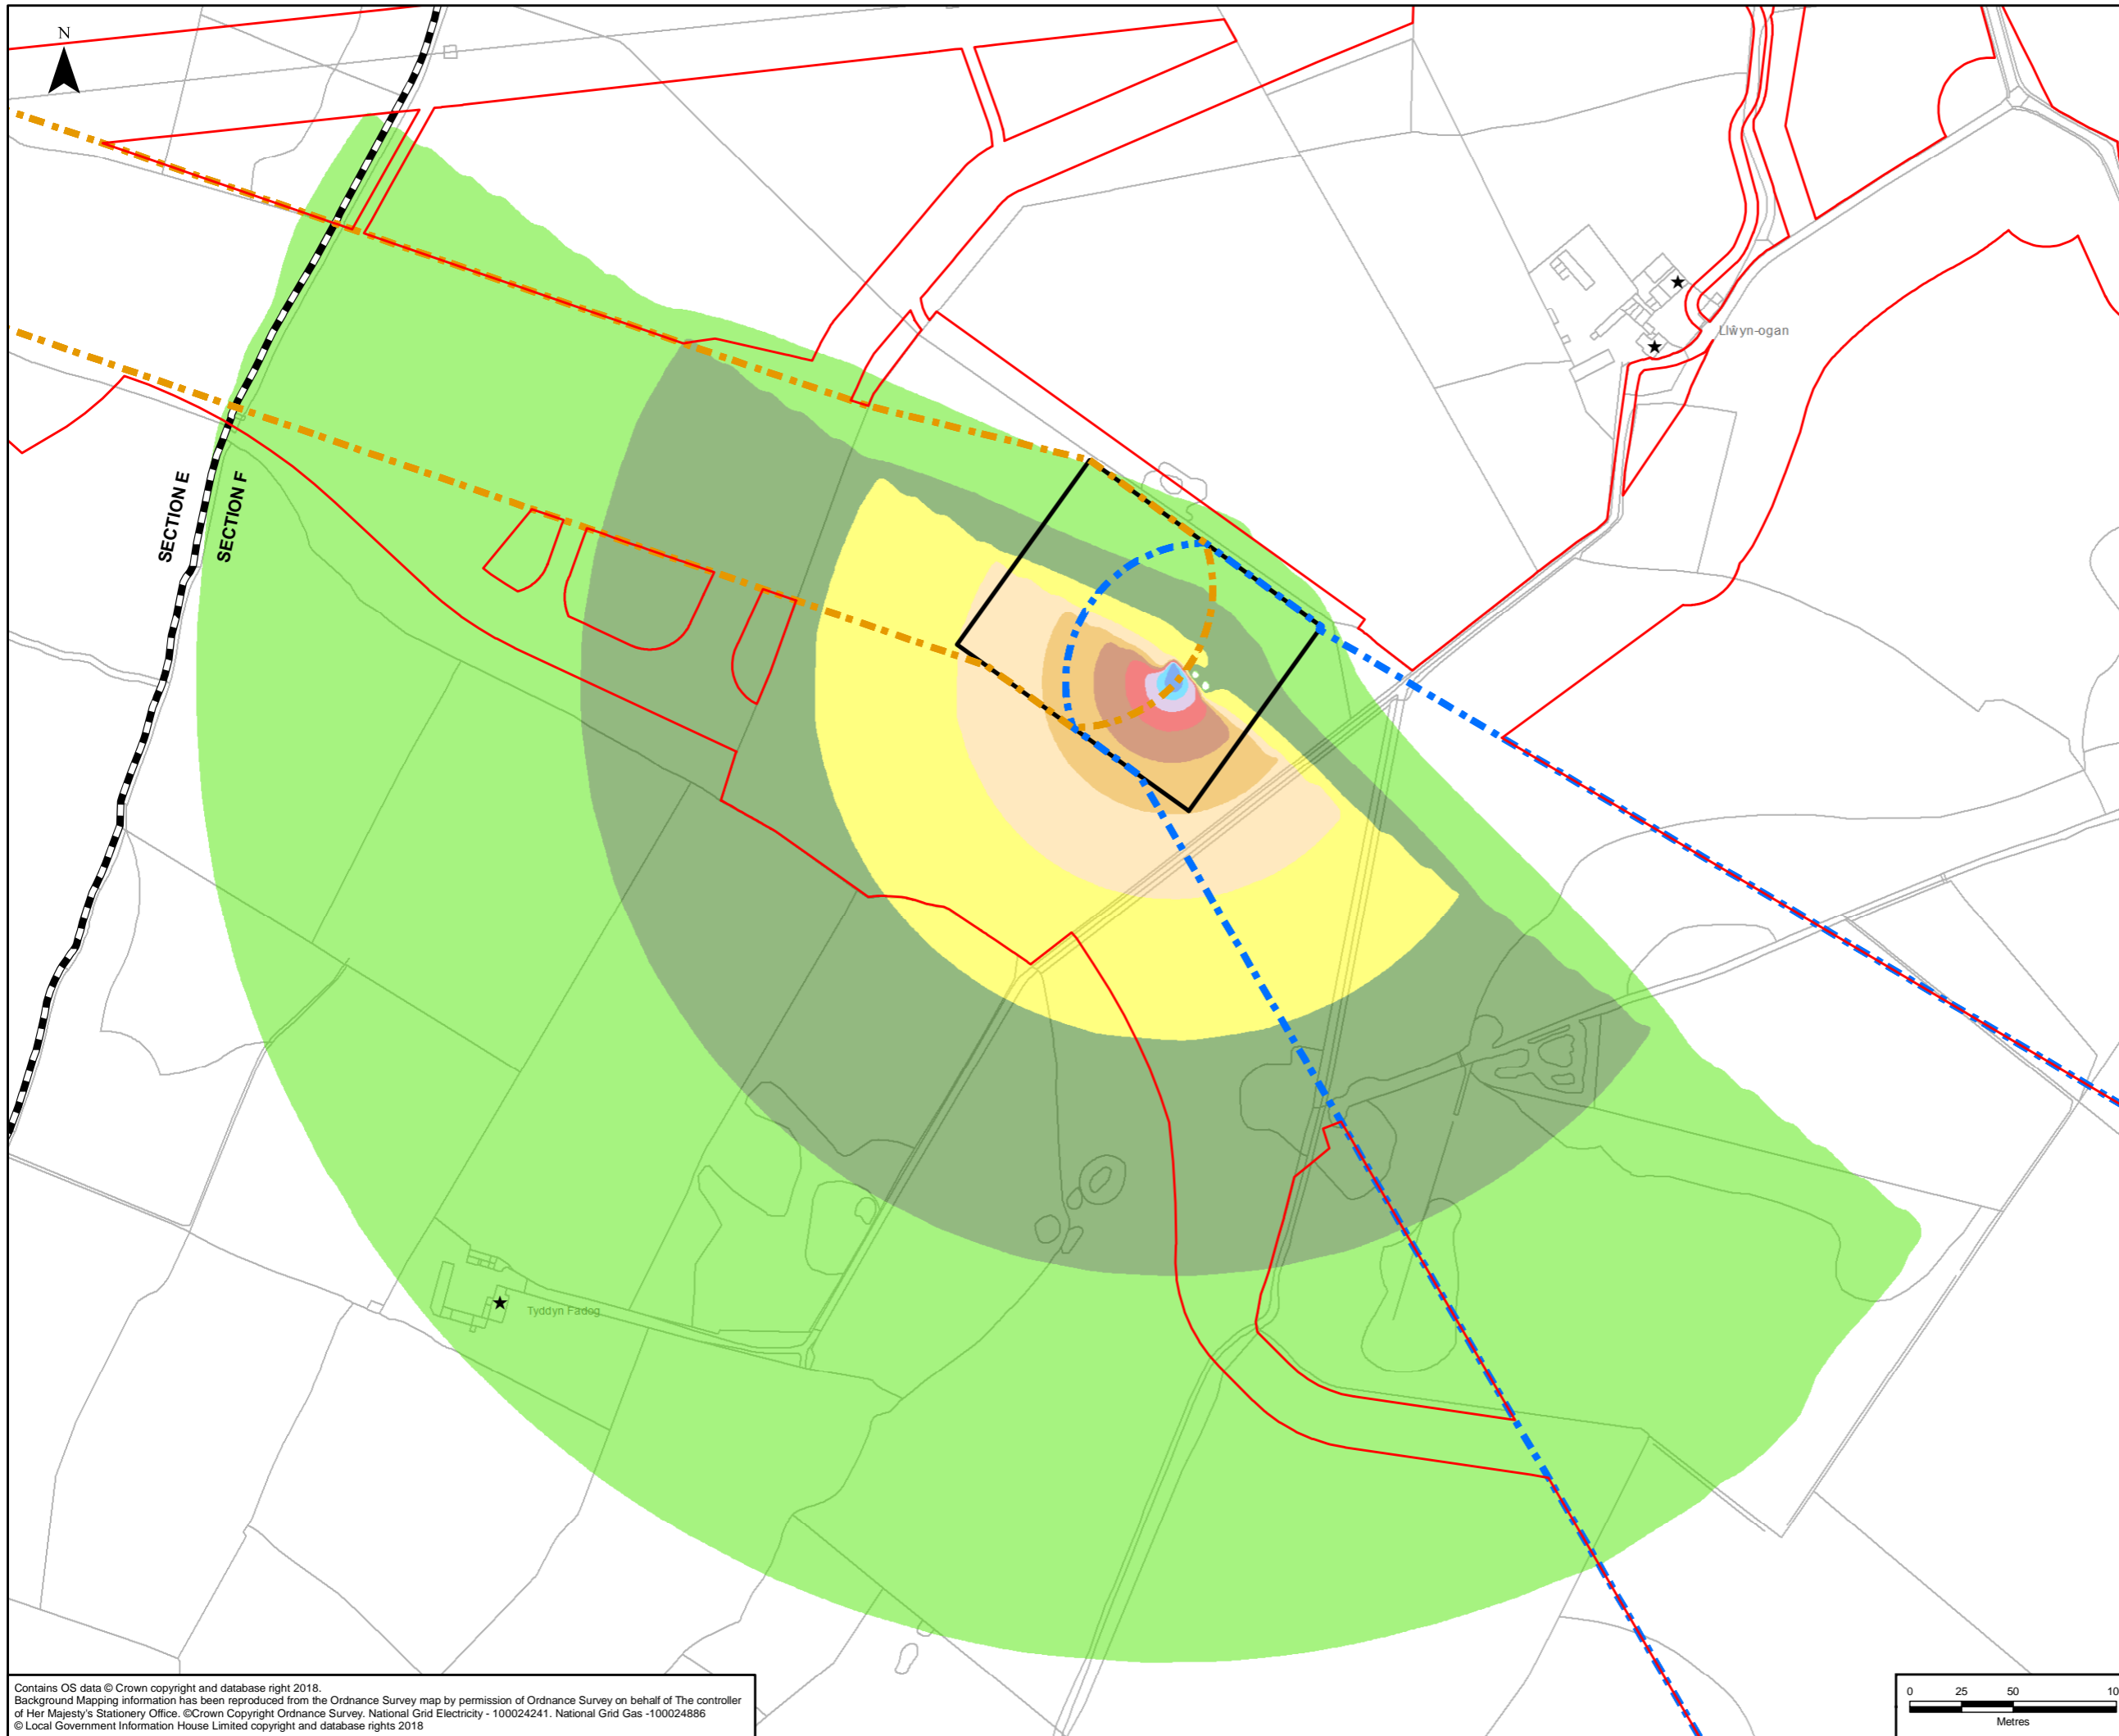 N
Llŵyn-ogan
SECTION E
SECTION F
Tyddyn Fadog
Contains OS data © Crown copyright and database right 2018.
Background Mapping information has been reproduced from the Ordnance Survey map by permission of Ordnance Survey on behalf of The controller
of Her Majesty's Stationery Office. ©Crown Copyright Ordnance Survey. National Grid Electricity - 100024241. National Grid Gas -100024886
© Local Government Information House Limited copyright and database rights 2018
0 25 50 10
Metres